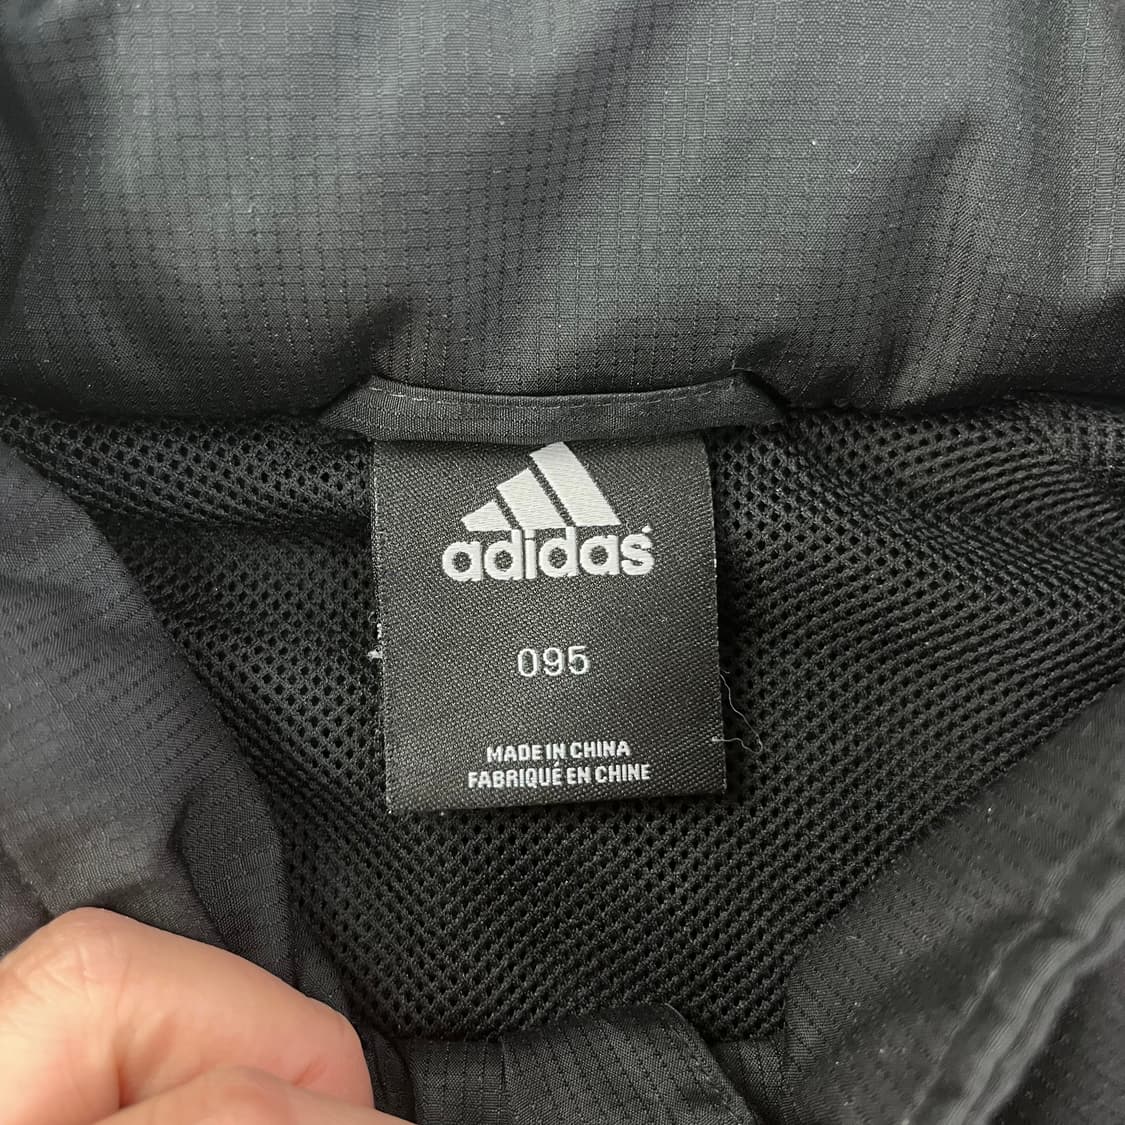 adidas
095
MADE IN CHINA
FABRIQUÉ EN CHINE